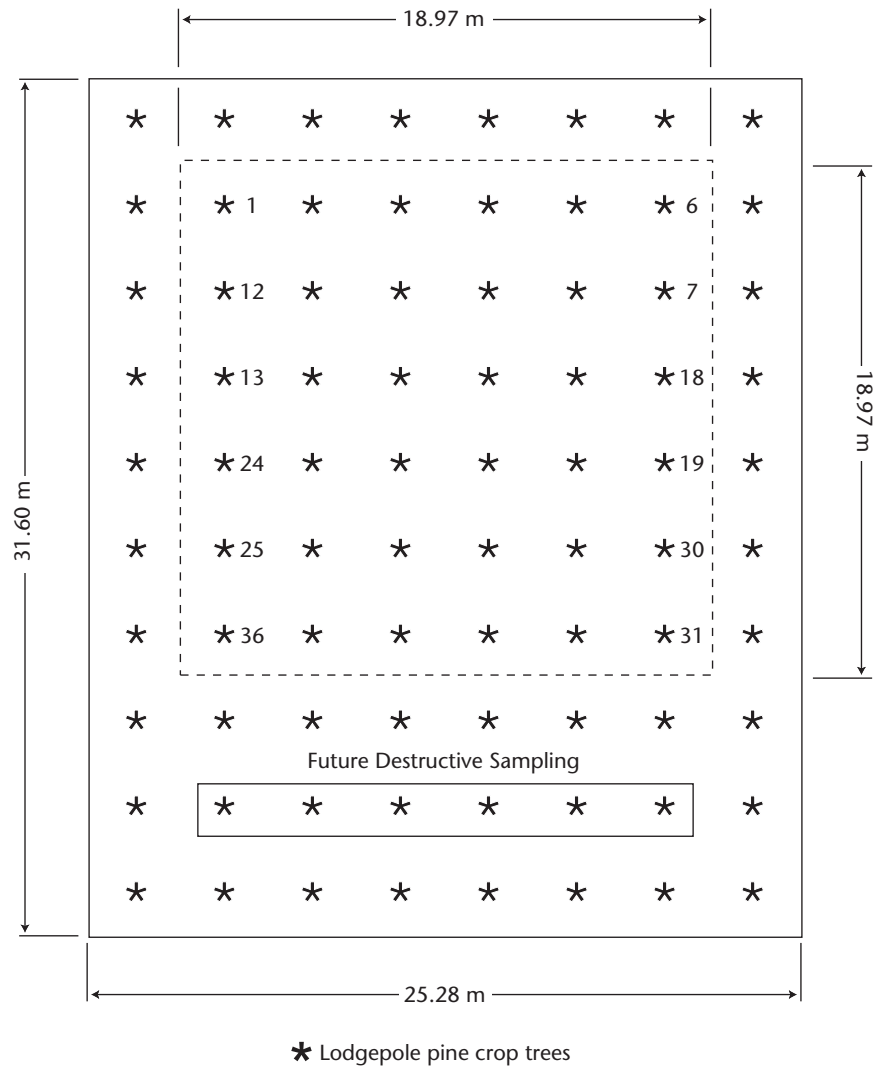 18.97 m
1 6
12 7
13 18
24 19
18.97 m
31.60 m
25 30
36 31
Future Destructive Sampling
25.28 m
* Lodgepole pine crop trees